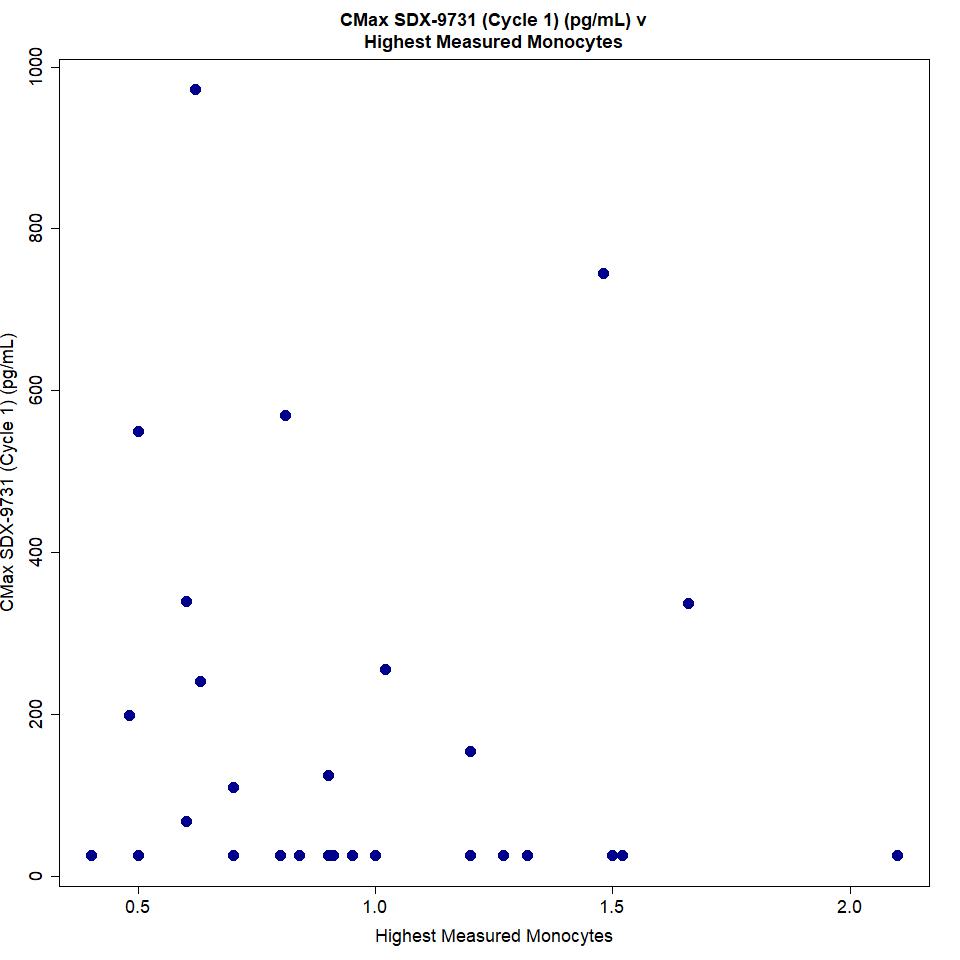 CMax SDX-9731 (Cycle 1) (pg/mL) v
Highest Measured Monocytes
CMax SDX-9731 (Cycle 1) (pg/mL)
1000
800
600
400
200
0
0.5 1.0 1.5 2.0
Highest Measured Monocytes